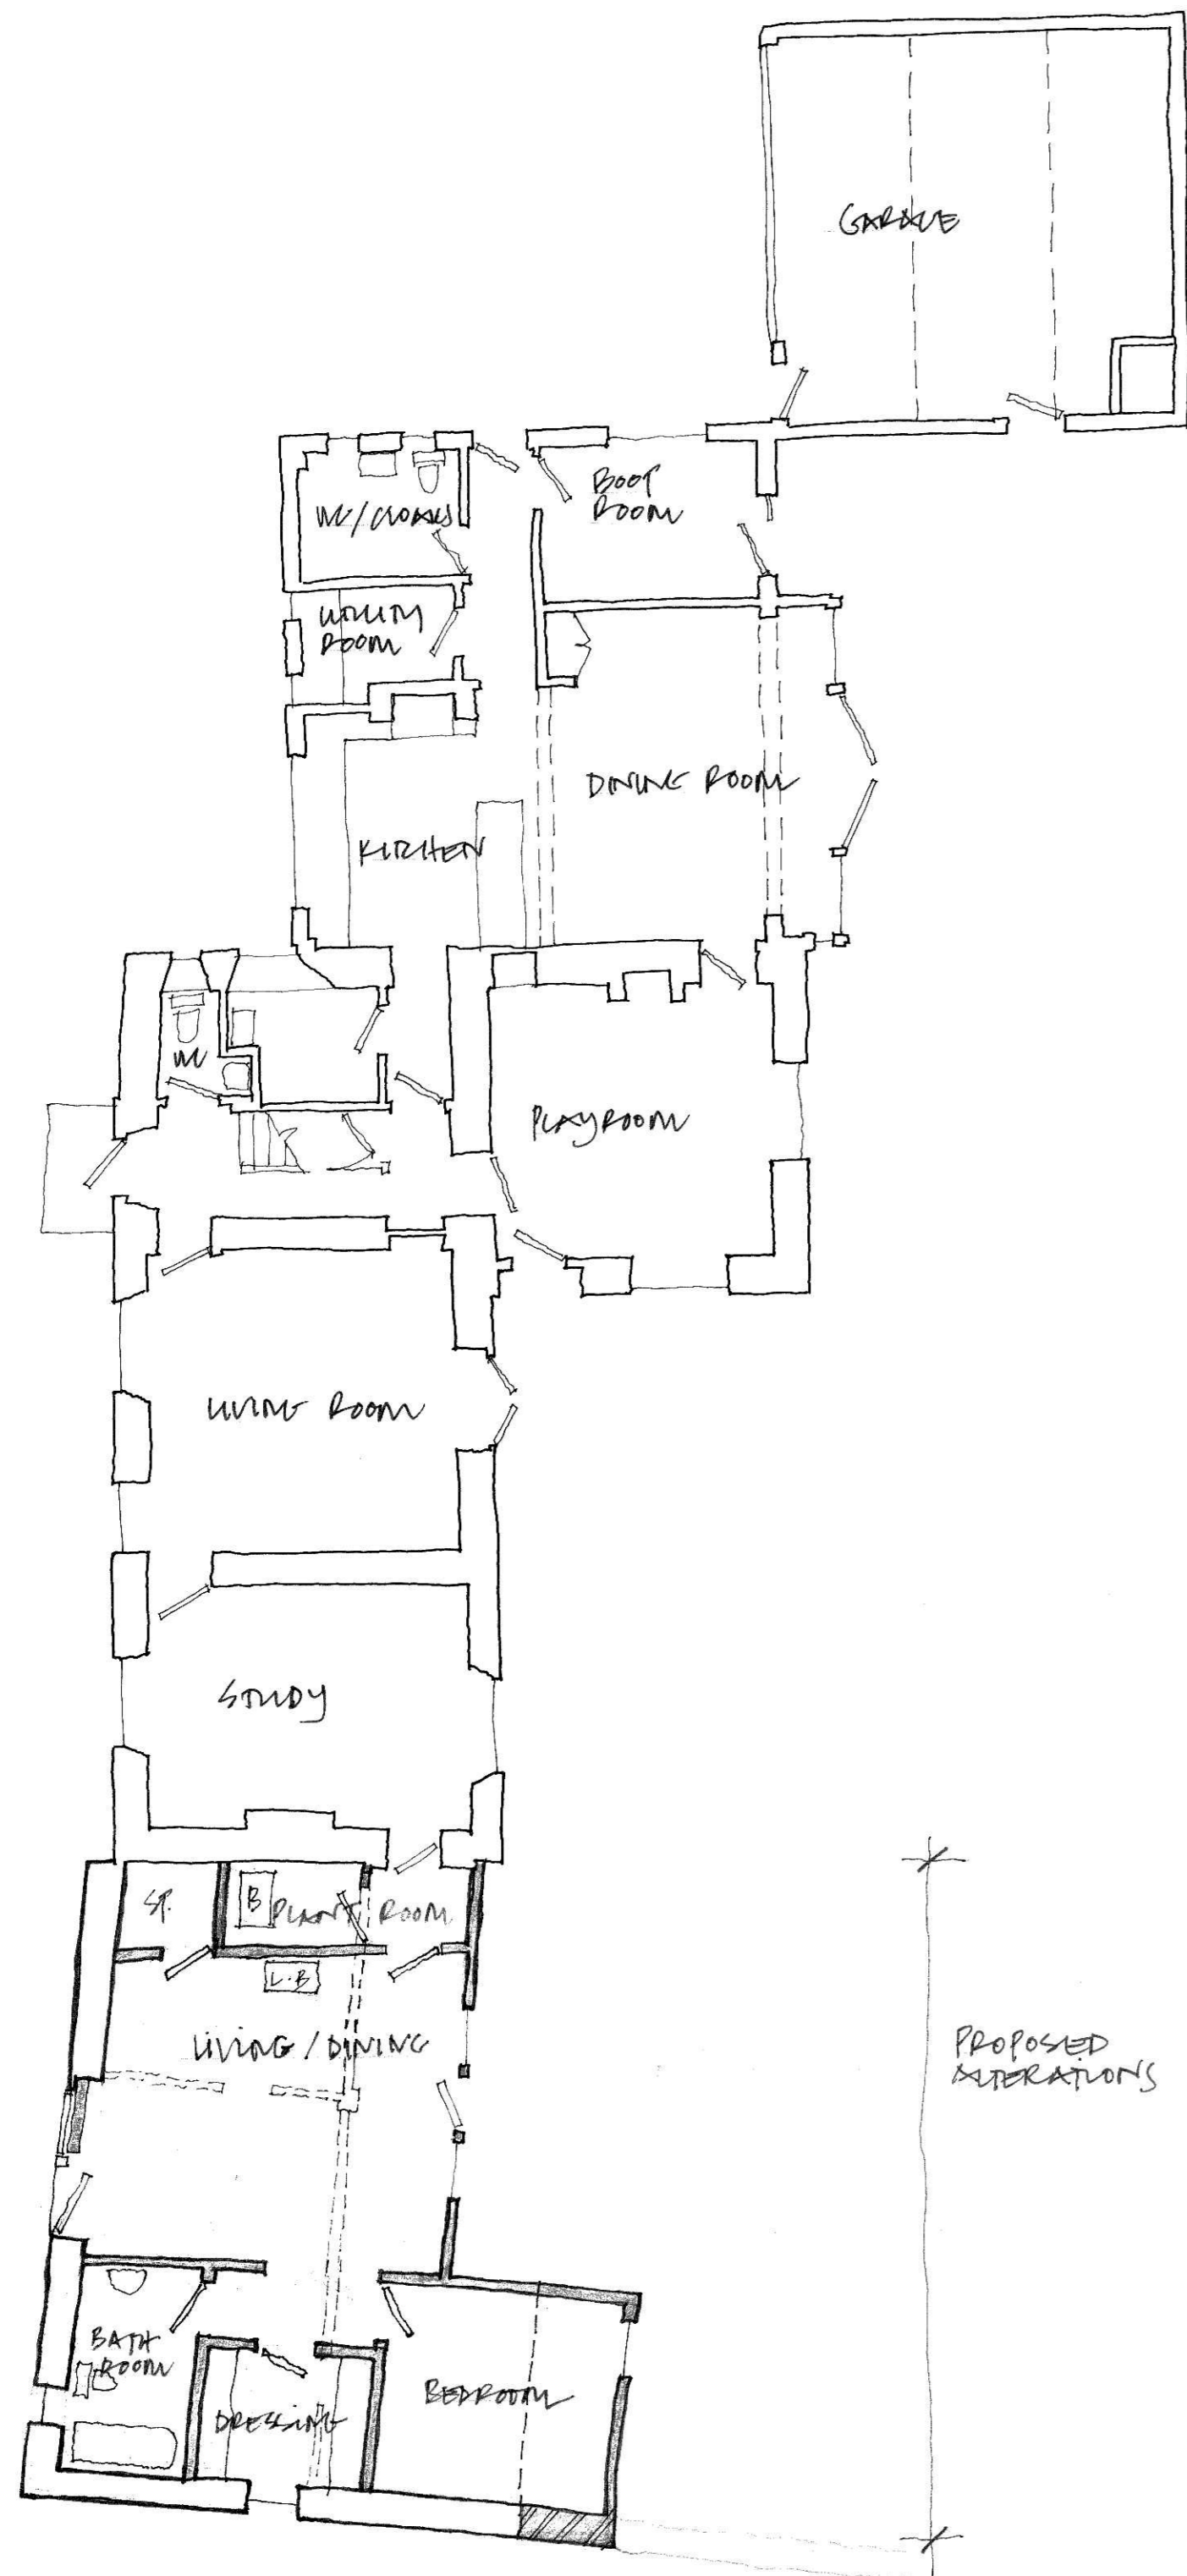 GARAGE
BOOT
ROOM
WC/CLOAKS
UTILITY
ROOM
DINING ROOM
KITCHEN
WC
PLAYROOM
LIVING ROOM
STUDY
ST.
B
PLANT ROOM
L.B
LIVING / DINING
PROPOSED
ALTERATIONS
BATH
ROOM
BEDROOM
DRESSING